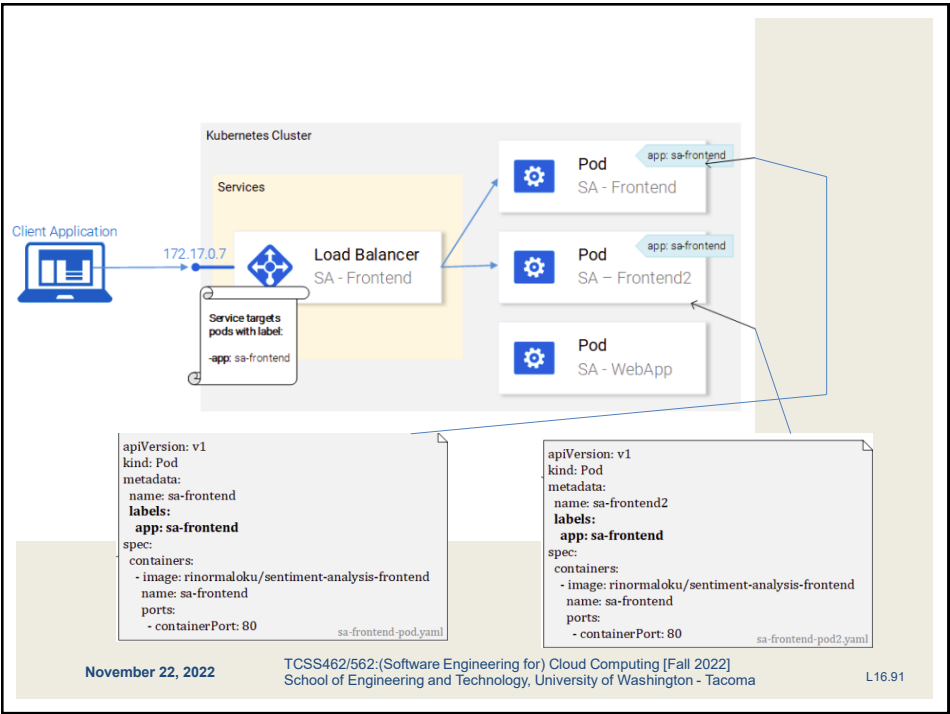 Kubernetes Cluster
Services
Client Application
172.17.0.7
Load Balancer
SA - Frontend
Service targets
pods with label:
-app: sa-frontend
Pod
app: sa-frontend
SA - Frontend
Pod
app: sa-frontend
SA – Frontend2
Pod
SA - WebApp
apiVersion: v1
kind: Pod
metadata:
name: sa-frontend
labels:
app: sa-frontend
spec:
containers:
- image: rinormaloku/sentiment-analysis-frontend
name: sa-frontend
ports:
- containerPort: 80
sa-frontend-pod.yaml
apiVersion: v1
kind: Pod
metadata:
name: sa-frontend2
labels:
app: sa-frontend
spec:
containers:
- image: rinormaloku/sentiment-analysis-frontend
name: sa-frontend
ports:
- containerPort: 80
sa-frontend-pod2.yaml
November 22, 2022
TCSS462/562:(Software Engineering for) Cloud Computing [Fall 2022]
School of Engineering and Technology, University of Washington - Tacoma
L16.91